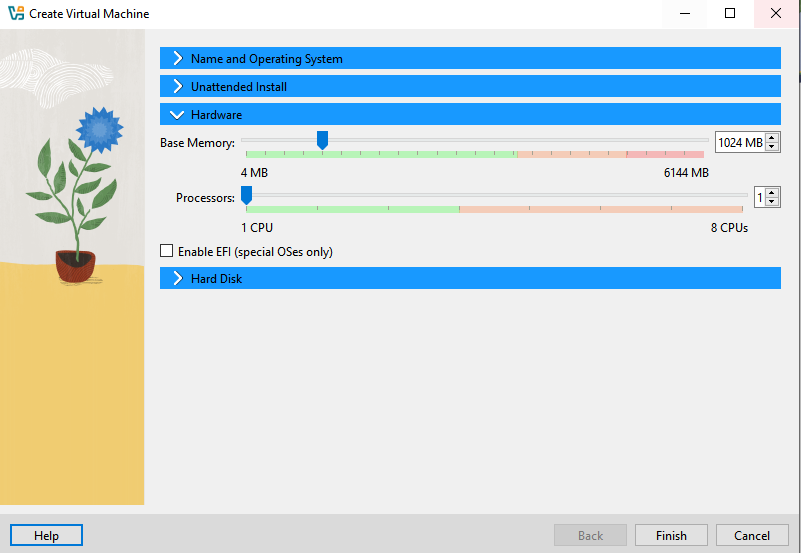 Create Virtual Machine
Name and Operating System
Unattended Install
Hardware
Base Memory: 1024 MB
4 MB 6144 MB
Processors: 1
1 CPU 8 CPUs
Enable EFI (special OSes only)
Hard Disk
Help Back Finish Cancel